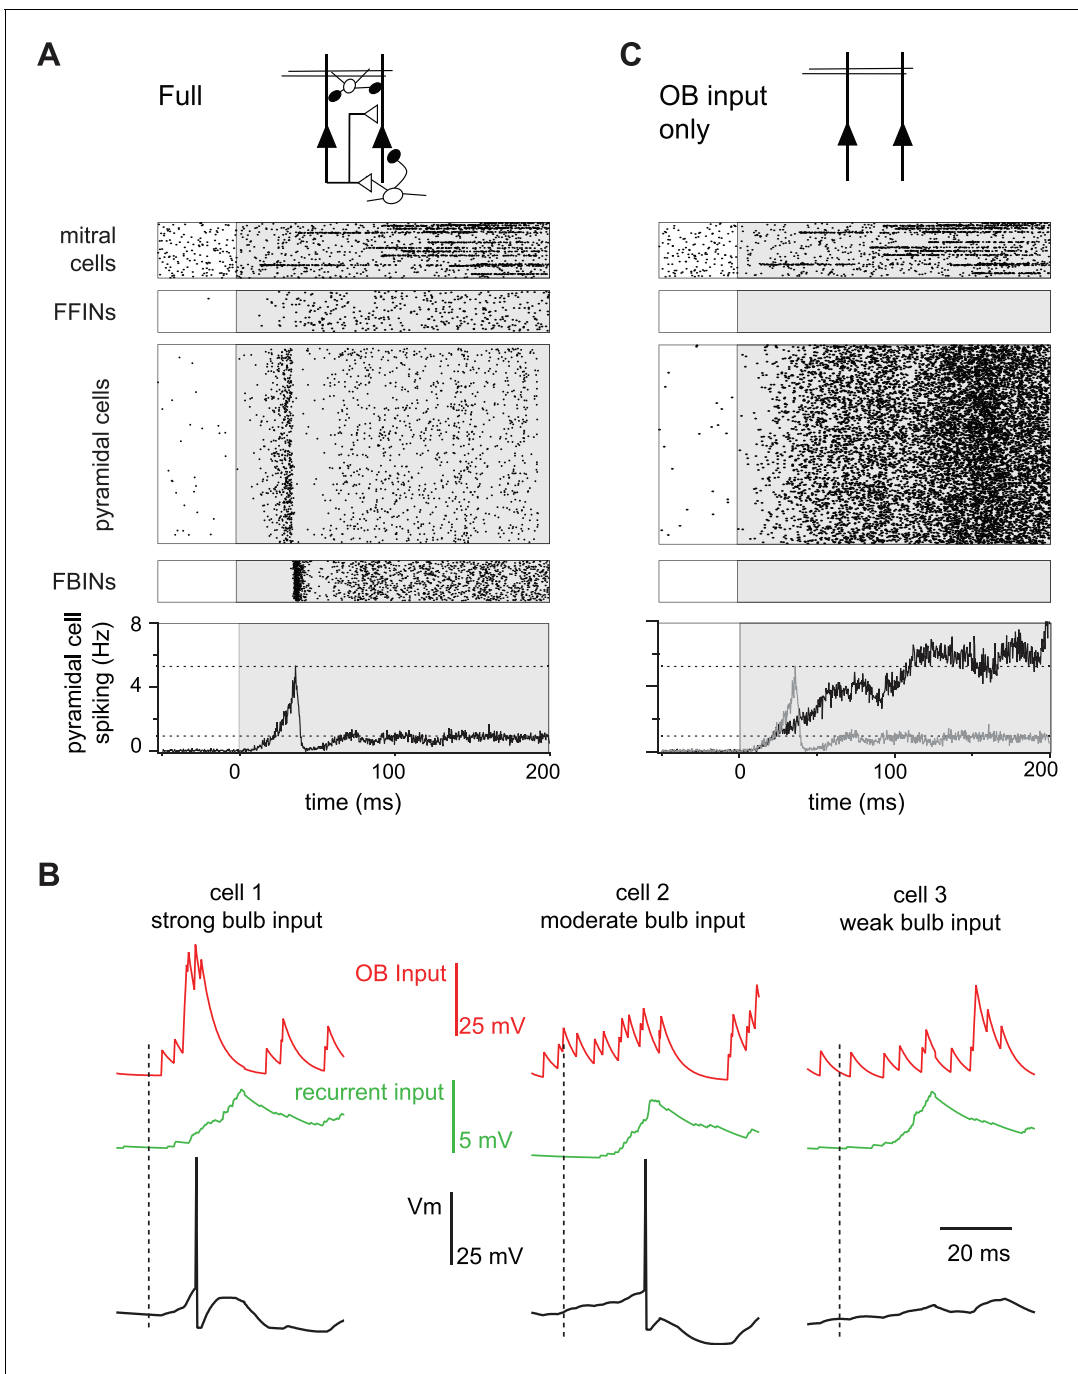 A
Full
mitral
cells
FFINs
pyramidal cells
FBINs
pyramidal cell
spiking (Hz)
8
4
0
0
100
200
time (ms)
C
OB input
only
0
100
200
time (ms)
B
cell 1
strong bulb input
cell 2
moderate bulb input
cell 3
weak bulb input
OB Input
25 mV
recurrent input
5 mV
Vm
25 mV
20 ms